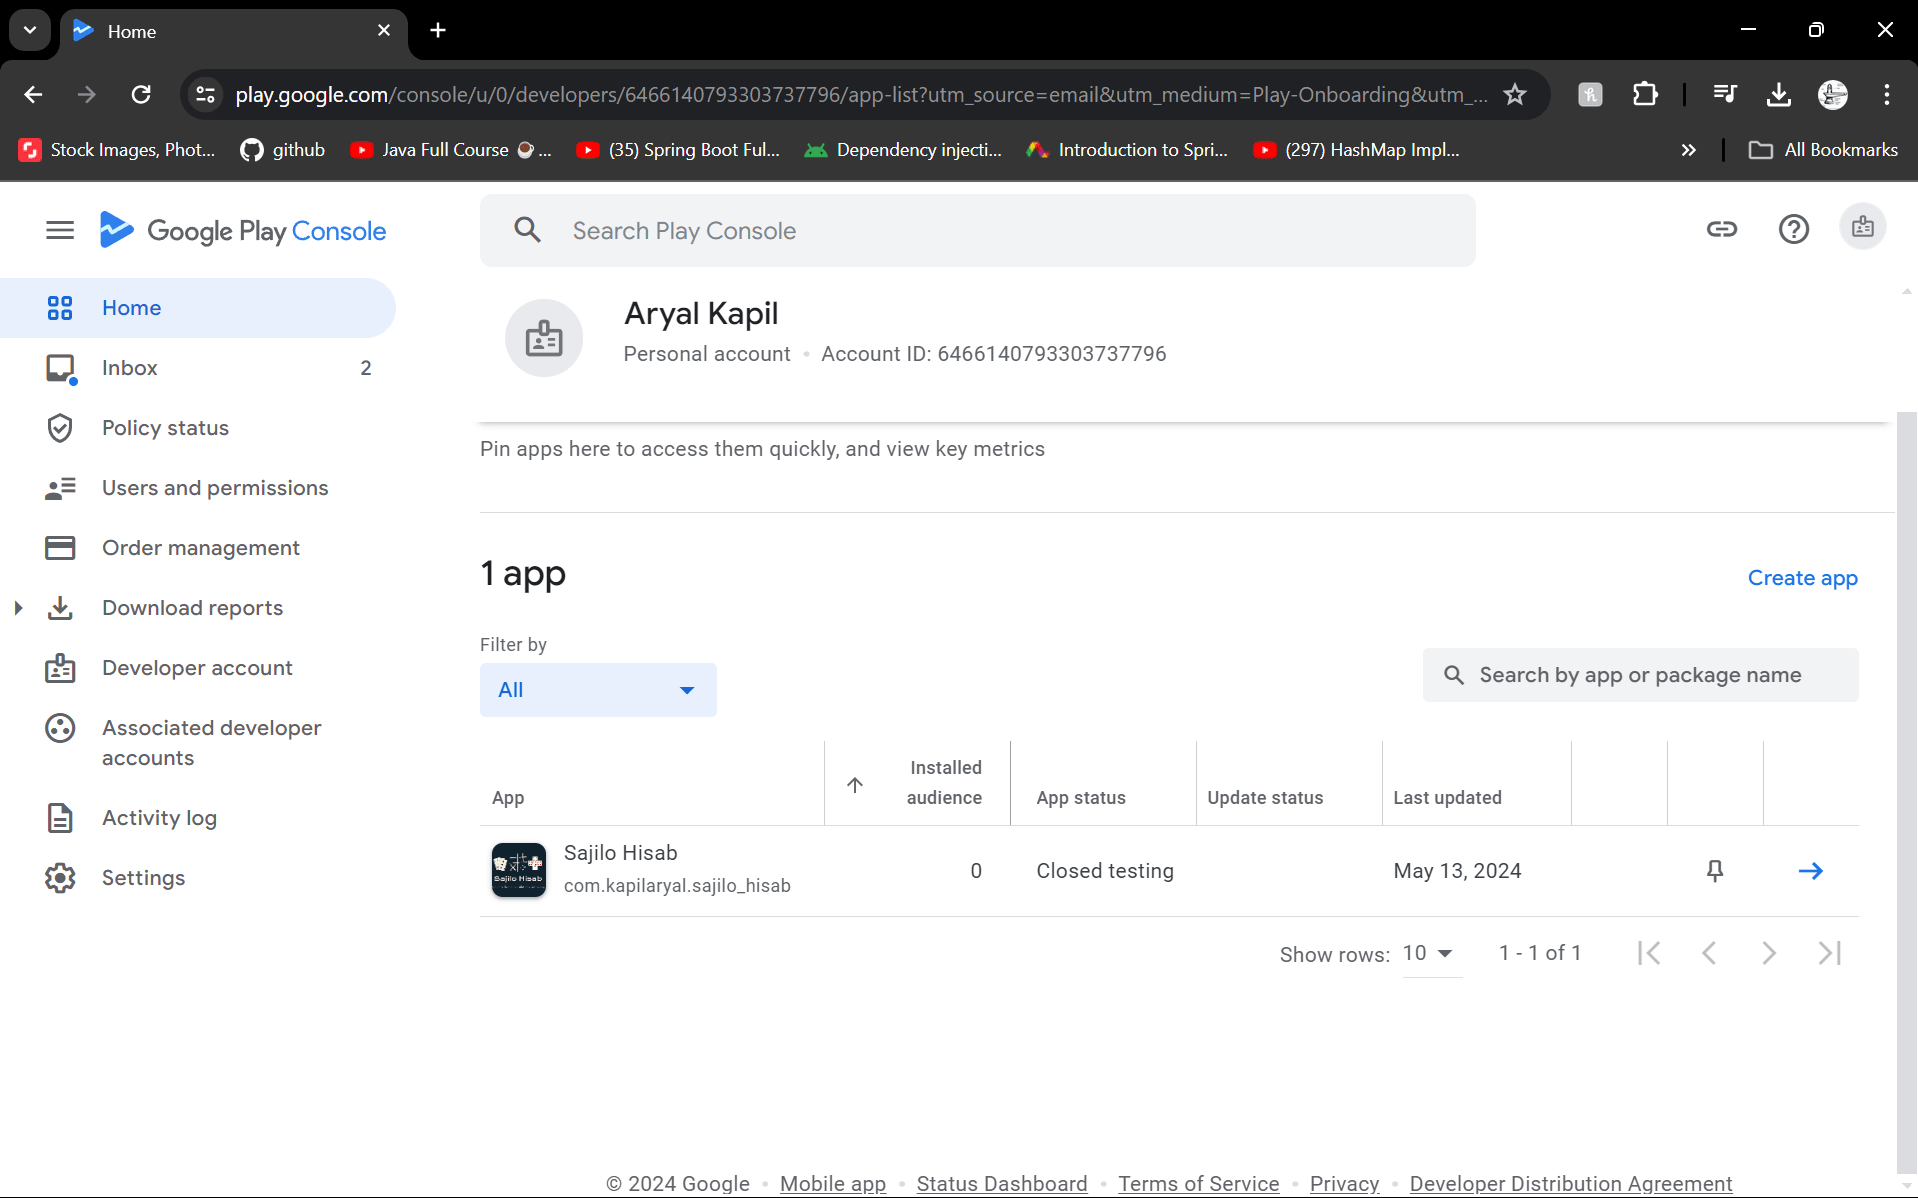 Home
play.google.com/console/u/0/developers/6466140793303737796/app-list?utm_source=email&utm_medium=Play-Onboarding&utm_...
Stock Images, Phot...
github
Java Full Course ...
(35) Spring Boot Ful...
Dependency injecti...
Introduction to Spri...
(297) HashMap Impl...
All Bookmarks
Google Play Console
Search Play Console
Home
Inbox 2
Policy status
Users and permissions
Order management
Download reports
Developer account
Associated developer
accounts
Activity log
Settings
Aryal Kapil
Personal account • Account ID: 6466140793303737796
Pin apps here to access them quickly, and view key metrics
1 app
Create app
Filter by
All
Search by app or package name
App
Installed
audience
App status
Update status
Last updated
Sajilo Hisab
Sajilo Hisab
com.kapilaryal.sajilo_hisab
0
Closed testing
May 13, 2024
Show rows: 10
1 - 1 of 1
© 2024 Google • Mobile app • Status Dashboard • Terms of Service • Privacy • Developer Distribution Agreement